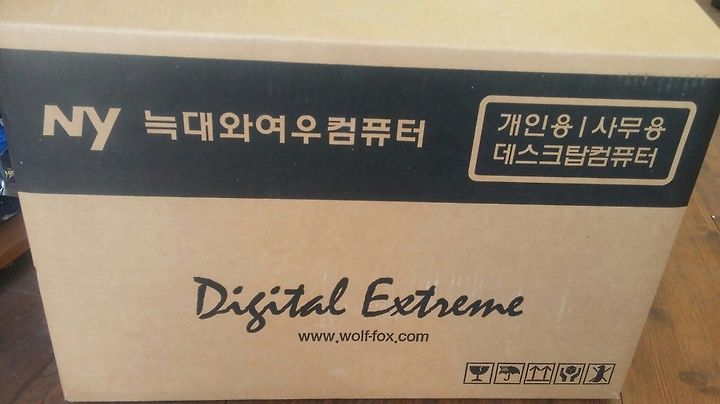 NY 늑대와여우컴퓨터
개인용 | 사무용
데스크탑컴퓨터
Digital Extreme
www.wolf-fox.com